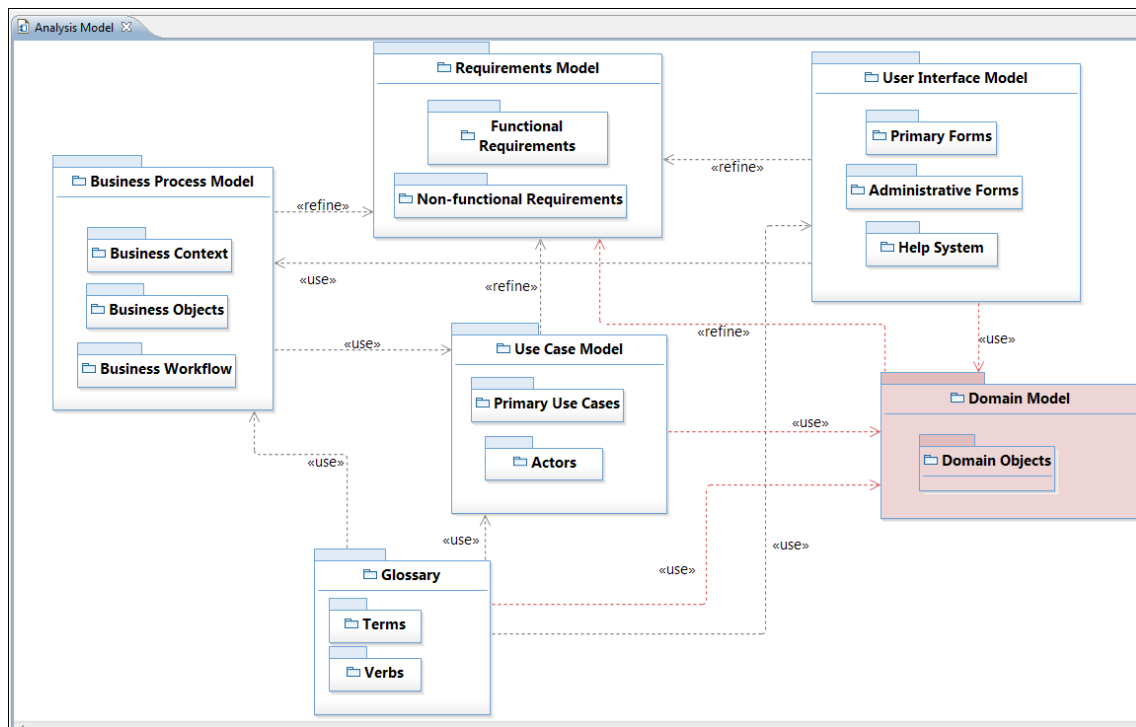 Analysis Model
Requirements Model
Functional
Requirements
Non-functional Requirements
User Interface Model
Primary Forms
Administrative Forms
Help System
Business Process Model
Business Context
Business Objects
Business Workflow
«refine»
«refine»
«use»
«refine»
«use»
«refine»
«use»
Use Case Model
Primary Use Cases
Actors
Domain Model
Domain Objects
«use»
«use»
«use»
«use»
«use»
Glossary
Terms
Verbs